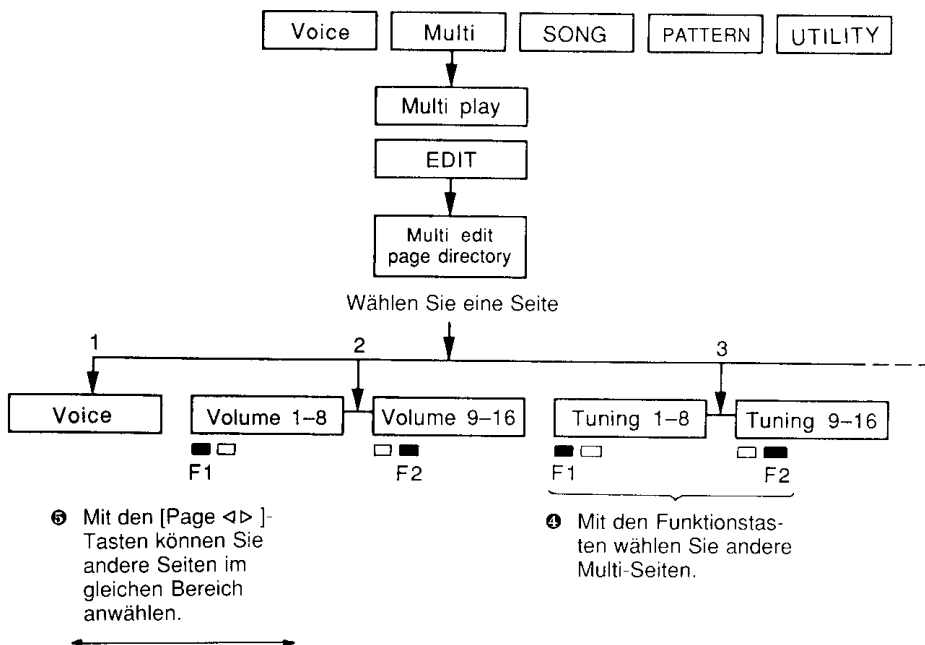 Voice Multi SONG PATTERN UTILITY
Multi play
EDIT
Multi edit
page directory
Wählen Sie eine Seite
1 2 3
Voice Volume 1–8 Volume 9–16 Tuning 1–8 Tuning 9–16
F1 F2 F1 F2
❺ Mit den [Page ◁▷ ]-
Tasten können Sie
andere Seiten im
gleichen Bereich
anwählen.
❹ Mit den Funktionstas-
ten wählen Sie andere
Multi-Seiten.